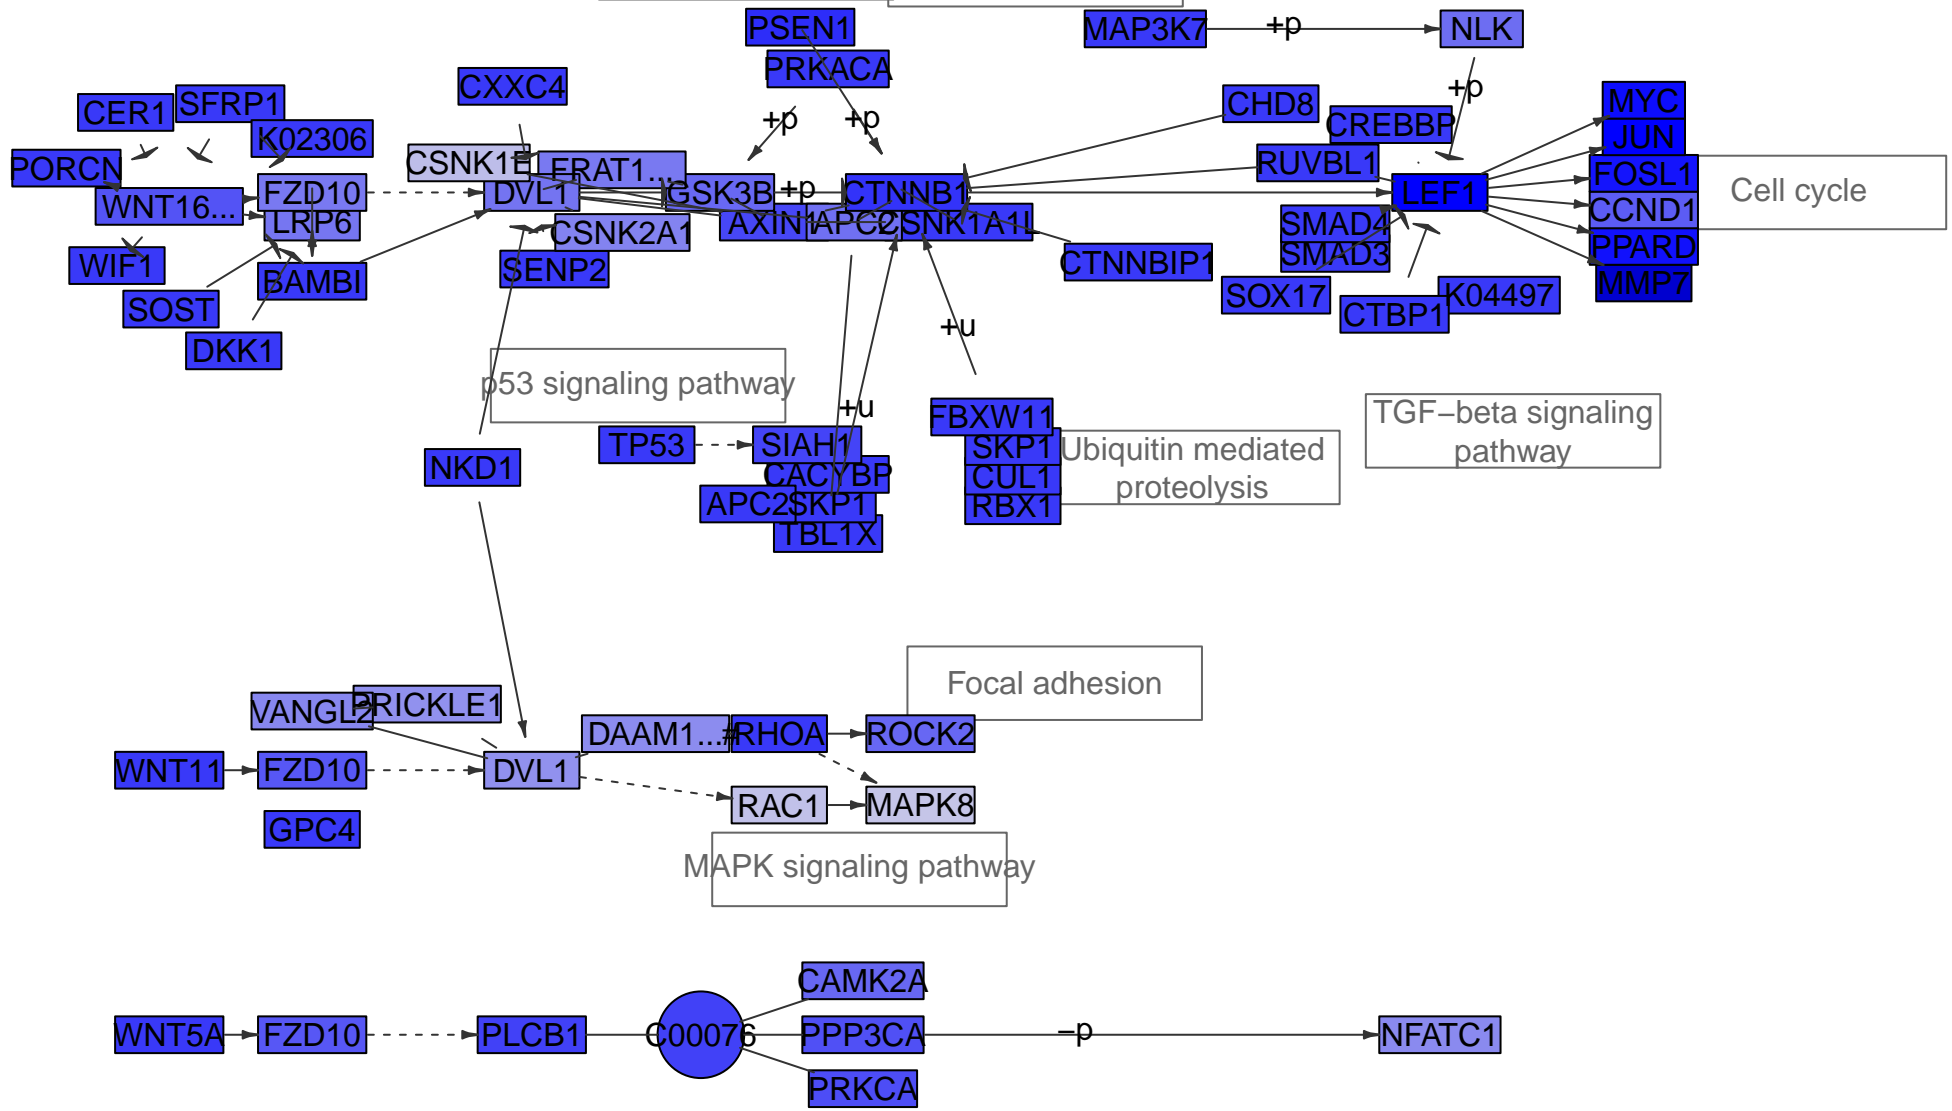 PSEN1
MAP3K7
+p
NLK
PRKACA
CXXC4
+p
CER1
SFRP1
CHD8
MYC
+p
+p
CREBBP
JUN
K02306
PORCN
CSNK1E
FRAT1...
RUVBL1
FOSL1
WNT16...
FZD10
DVL1
GSK3B
+p
CTNNB1
LEF1
Cell cycle
LRP6
AXIN1
APC2
CSNK1A1L
SMAD4
CCND1
CSNK2A1
PPARD
WIF1
BAMBI
SENP2
CTNNBIP1
SMAD3
MMP7
SOST
SOX17
K04497
CTBP1
+u
DKK1
p53 signaling pathway
+u
FBXW11
TGF−beta signaling
pathway
TP53
SIAH1
SKP1
Ubiquitin mediated
proteolysis
NKD1
CACYBP
CUL1
APC2
SKP1
RBX1
TBL1X
Focal adhesion
VANGL2
PRICKLE1
DAAM1...#
RHOA
ROCK2
WNT11
FZD10
DVL1
RAC1
MAPK8
GPC4
MAPK signaling pathway
CAMK2A
WNT5A
FZD10
PLCB1
C00076
PPP3CA
−p
NFATC1
PRKCA